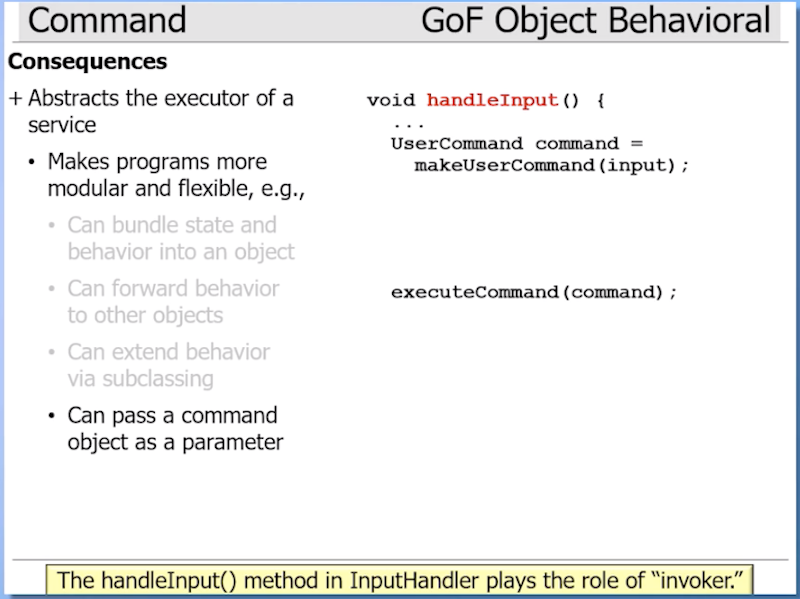 Command
GoF Object Behavioral
Consequences
+ Abstracts the executor of a
service
• Makes programs more
modular and flexible, e.g.,
• Can bundle state and
behavior into an object
• Can forward behavior
to other objects
• Can extend behavior
via subclassing
• Can pass a command
object as a parameter
void handleInput() {
...
UserCommand command =
makeUserCommand(input);
executeCommand(command);
The handleInput() method in InputHandler plays the role of “invoker.”